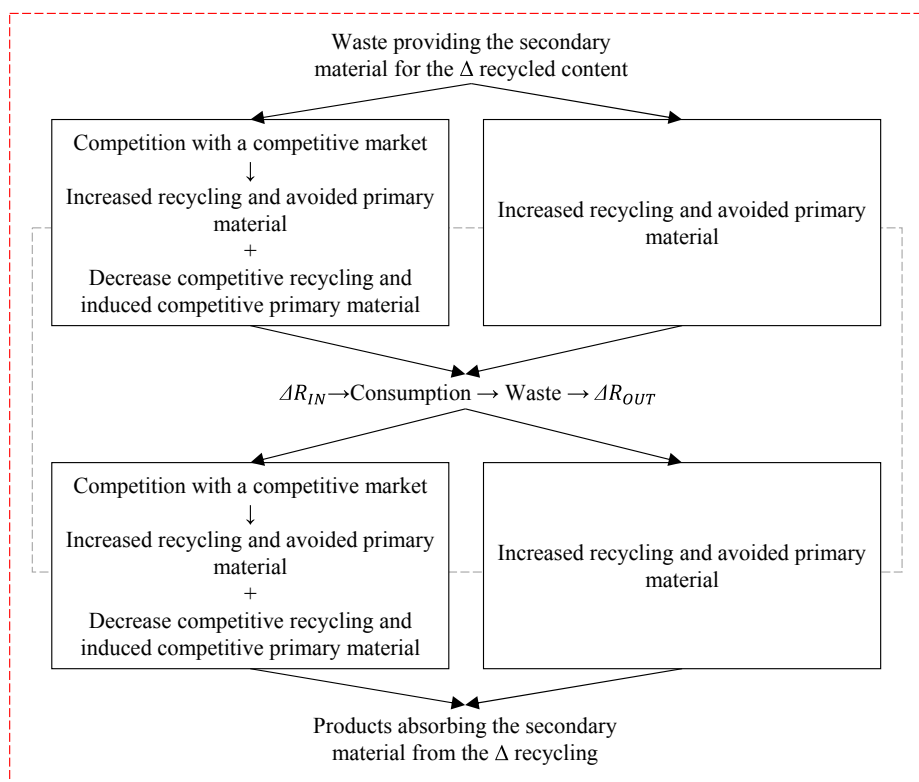 Waste providing the secondary
material for the Δ recycled content
Competition with a competitive market
↓
Increased recycling and avoided primary
material
+
Decrease competitive recycling and
induced competitive primary material
Increased recycling and avoided primary
material
ΔR_IN→Consumption → Waste → ΔR_OUT
Competition with a competitive market
↓
Increased recycling and avoided primary
material
+
Decrease competitive recycling and
induced competitive primary material
Increased recycling and avoided primary
material
Products absorbing the secondary
material from the Δ recycling